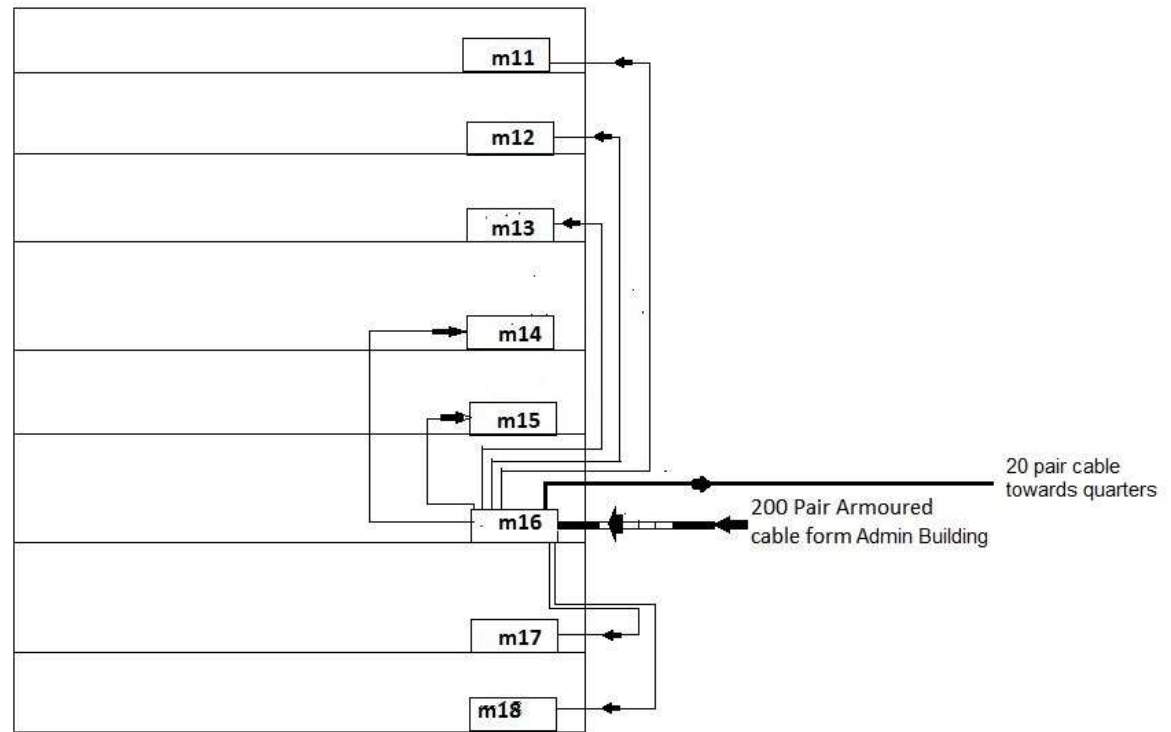 m11
m12
m13
m14
m15
m16
20 pair cable
towards quarters
200 Pair Armoured
cable form Admin Building
m17
m18